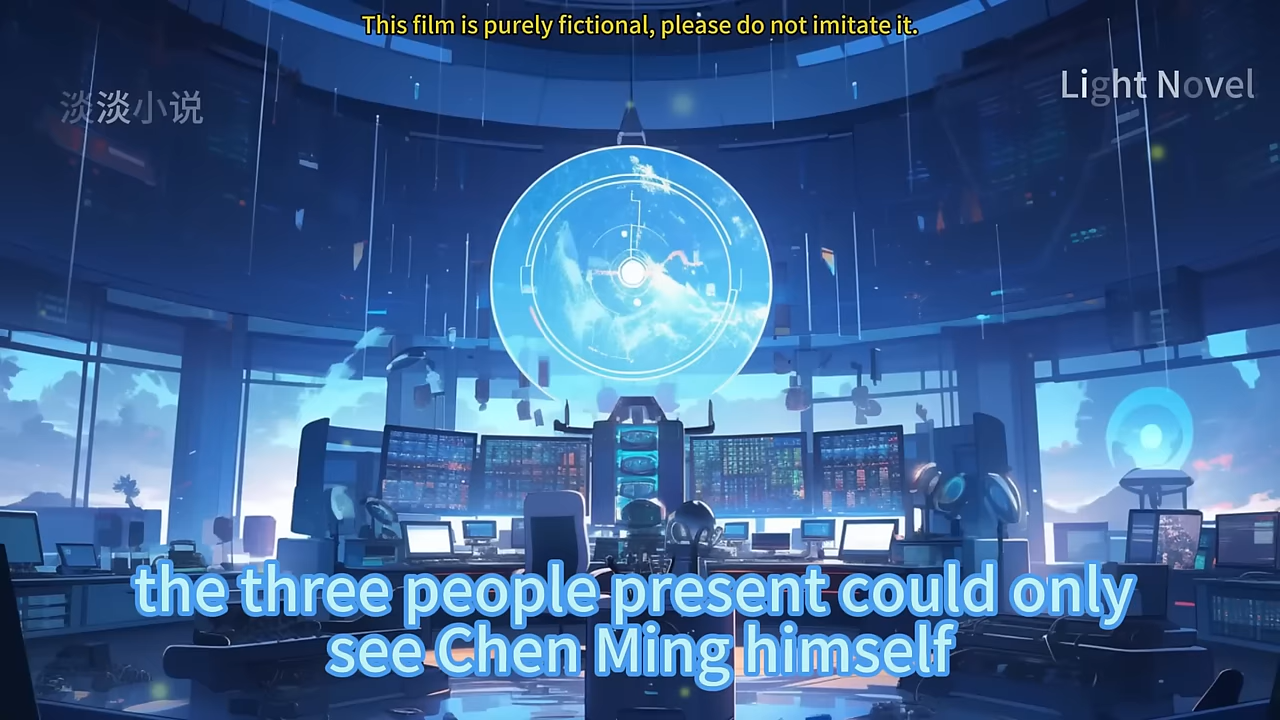 This film is purely fictional, please do not imitate it.
淡淡小说
Light Novel
the three people present could only
see Chen Ming himself